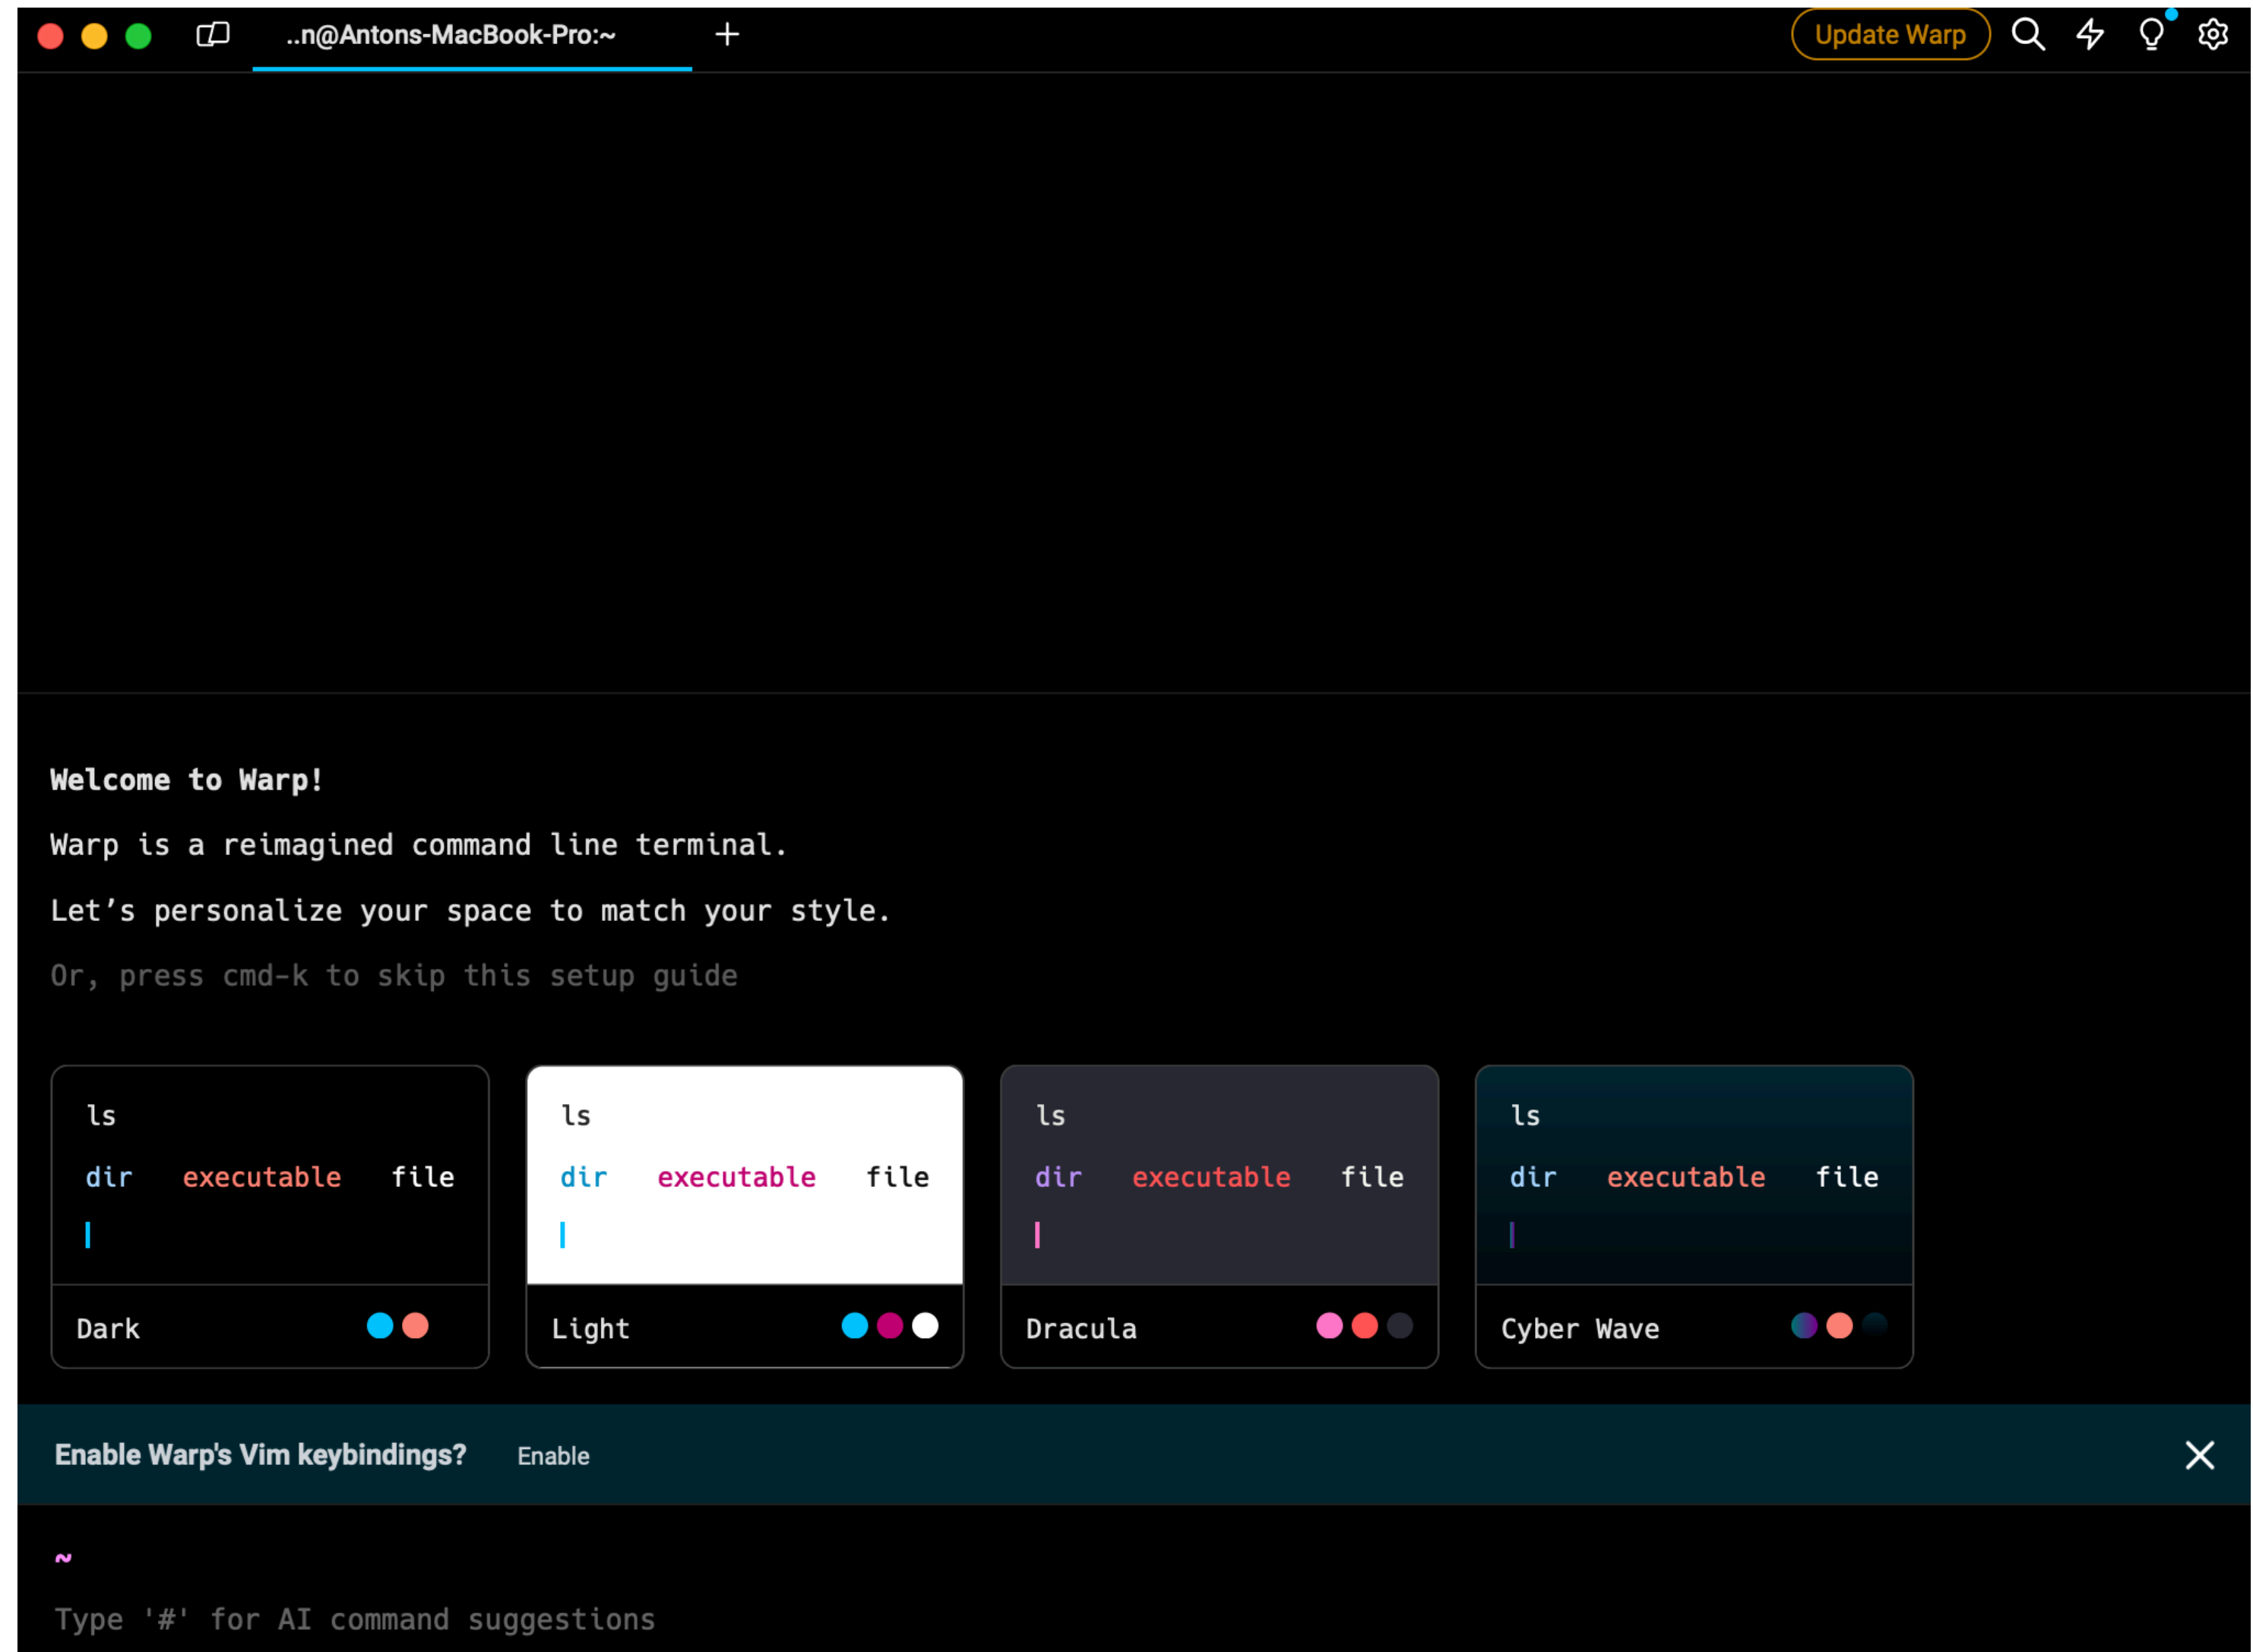 ..n@Antons-MacBook-Pro:~ + Update Warp
Welcome to Warp!
Warp is a reimagined command line terminal.
Let’s personalize your space to match your style.
Or, press cmd-k to skip this setup guide
ls ls ls ls
dir executable file dir executable file dir executable file dir executable file
Dark Light Dracula Cyber Wave
Enable Warp's Vim keybindings? Enable
~
Type '#' for AI command suggestions